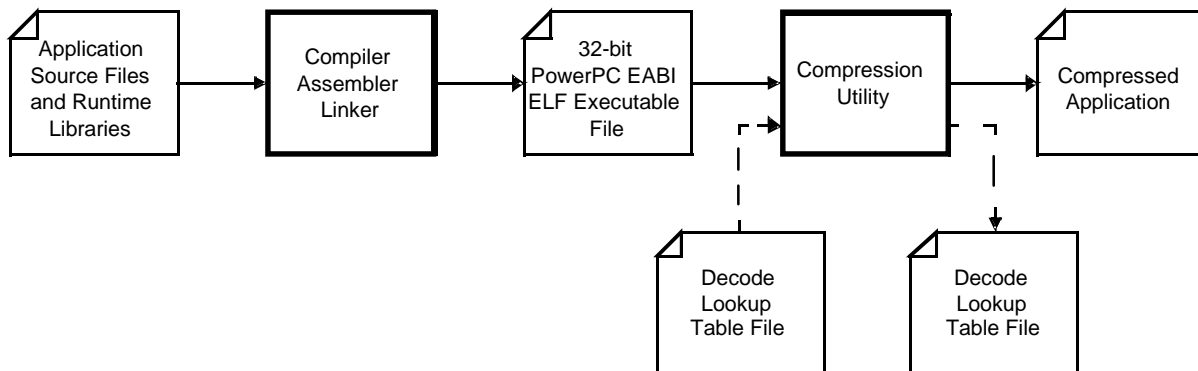 Application
Source Files
and Runtime
Libraries
Compiler
Assembler
Linker
32-bit
PowerPC EABI
ELF Executable
File
Compression
Utility
Compressed
Application
Decode
Lookup
Table File
Decode
Lookup
Table File